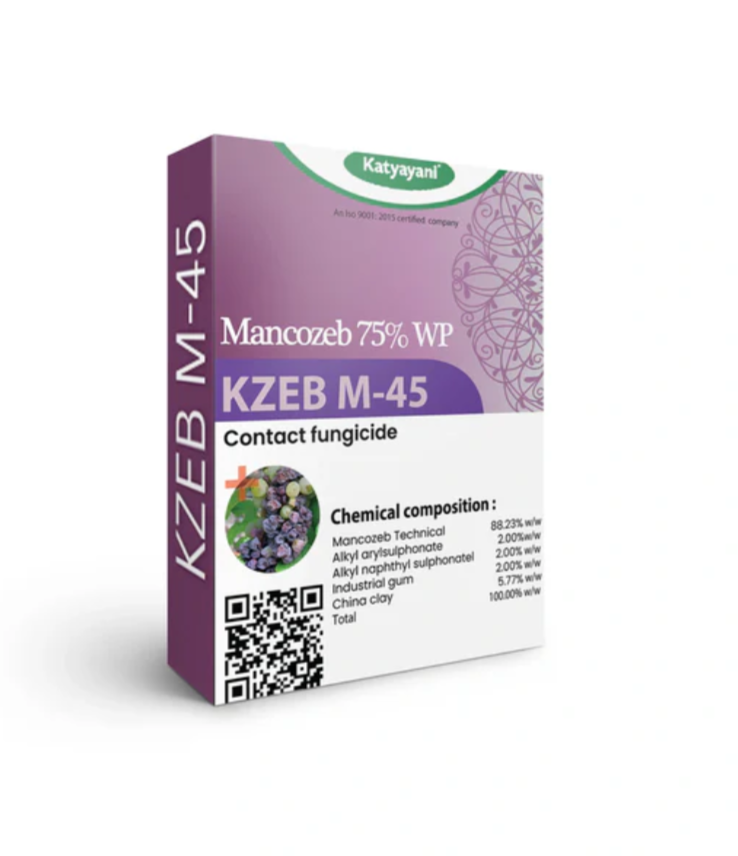 Katyayani
An Iso 9001: 2015 certified company
Mancozeb 75% WP
KZEB M-45
Contact fungicide
Chemical composition :
Mancozeb Technical 88.23% w/w
Alkyl arylsulphonate 2.00%w/w
Alkyl naphthyl sulphonatel 2.00% w/w
Industrial gum 2.00% w/w
China clay 5.77% w/w
Total 100.00% w/w
KZEB M-45